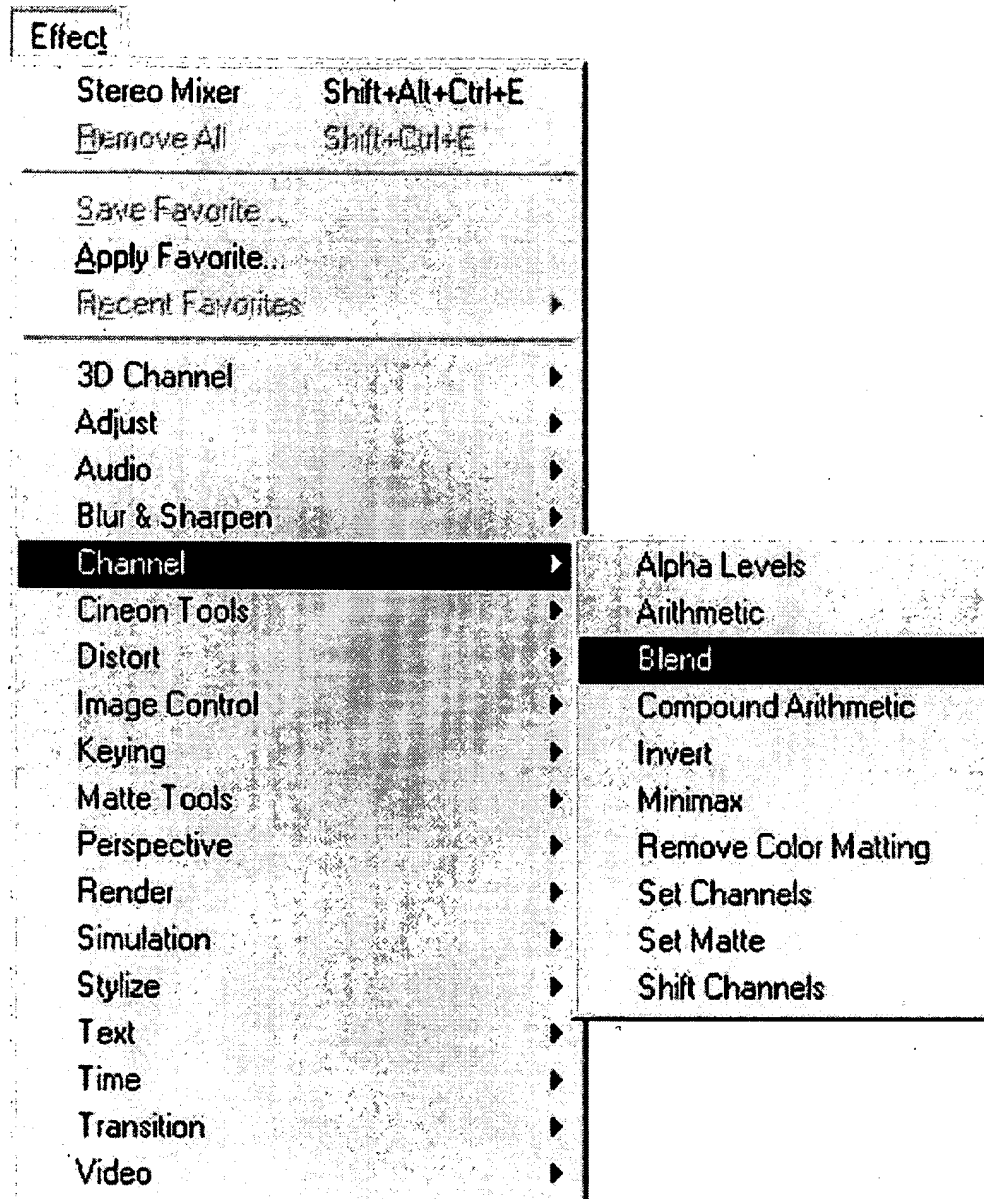 Effect
Stereo Mixer Shift+Alt+Ctrl+E
Remove All Shift+Ctrl+E
Save Favorite...
Apply Favorite...
Recent Favorites
3D Channel
Adjust
Audio
Blur & Sharpen
Channel
Cineon Tools
Distort
Image Control
Keying
Matte Tools
Perspective
Render
Simulation
Stylize
Text
Time
Transition
Video
Alpha Levels
Arithmetic
Blend
Compound Arithmetic
Invert
Minimax
Remove Color Matting
Set Channels
Set Matte
Shift Channels